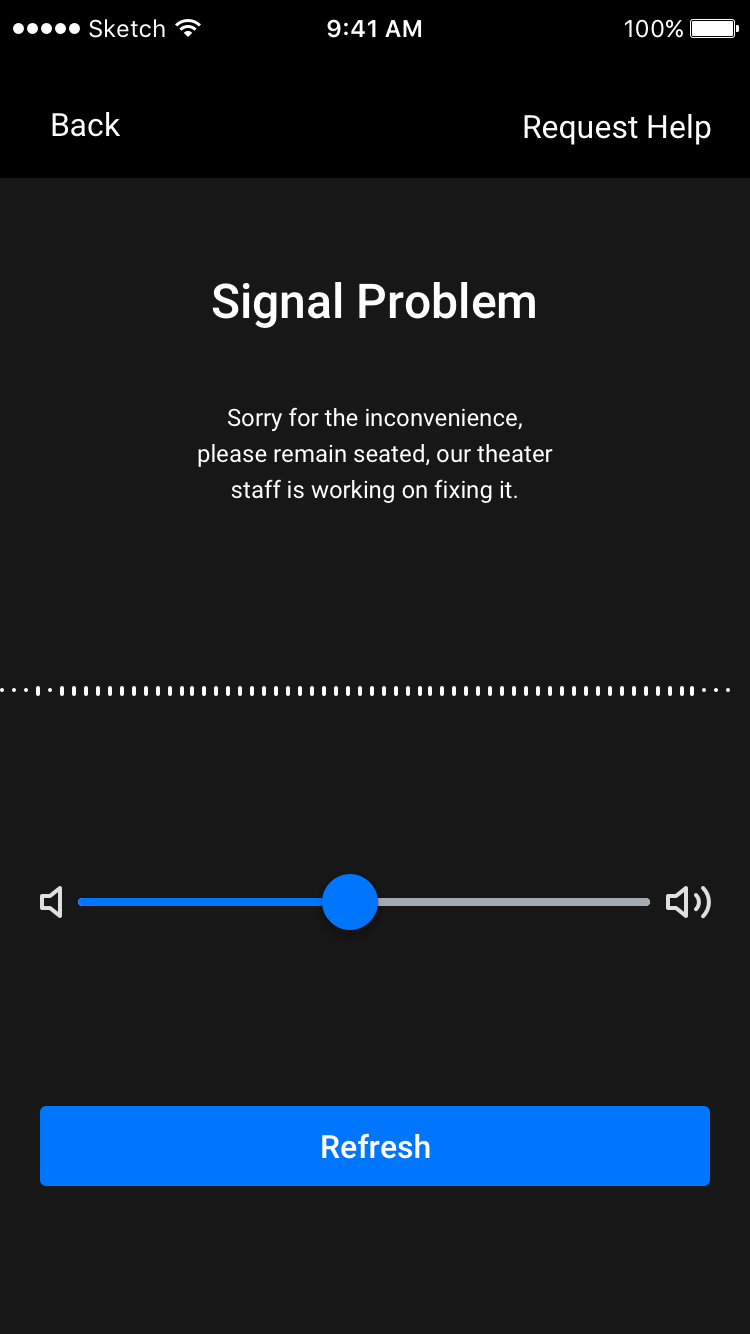 Sketch 9:41 AM 100%
Back Request Help
Signal Problem
Sorry for the inconvenience,
please remain seated, our theater
staff is working on fixing it.
Refresh